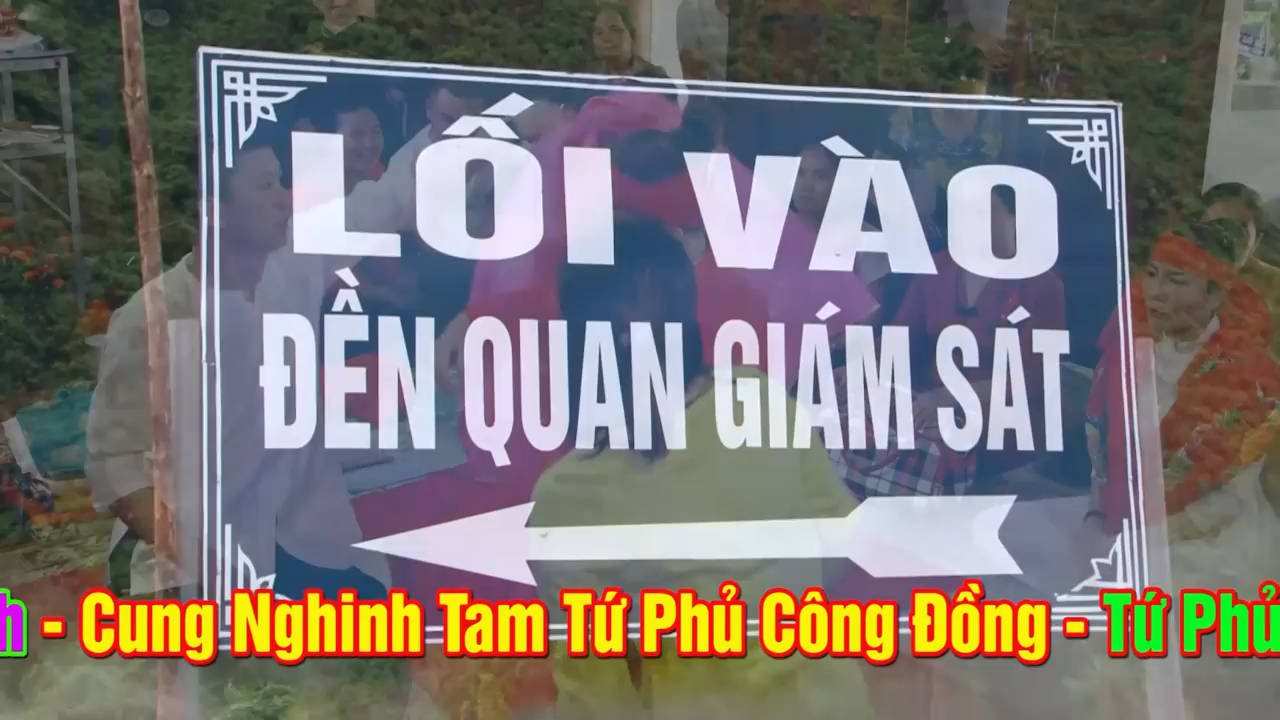 LỐI VÀO
ĐỀN QUAN GIÁM SÁT
h - Cung Nghinh Tam Tứ Phủ Công Đồng - Tứ Phủ